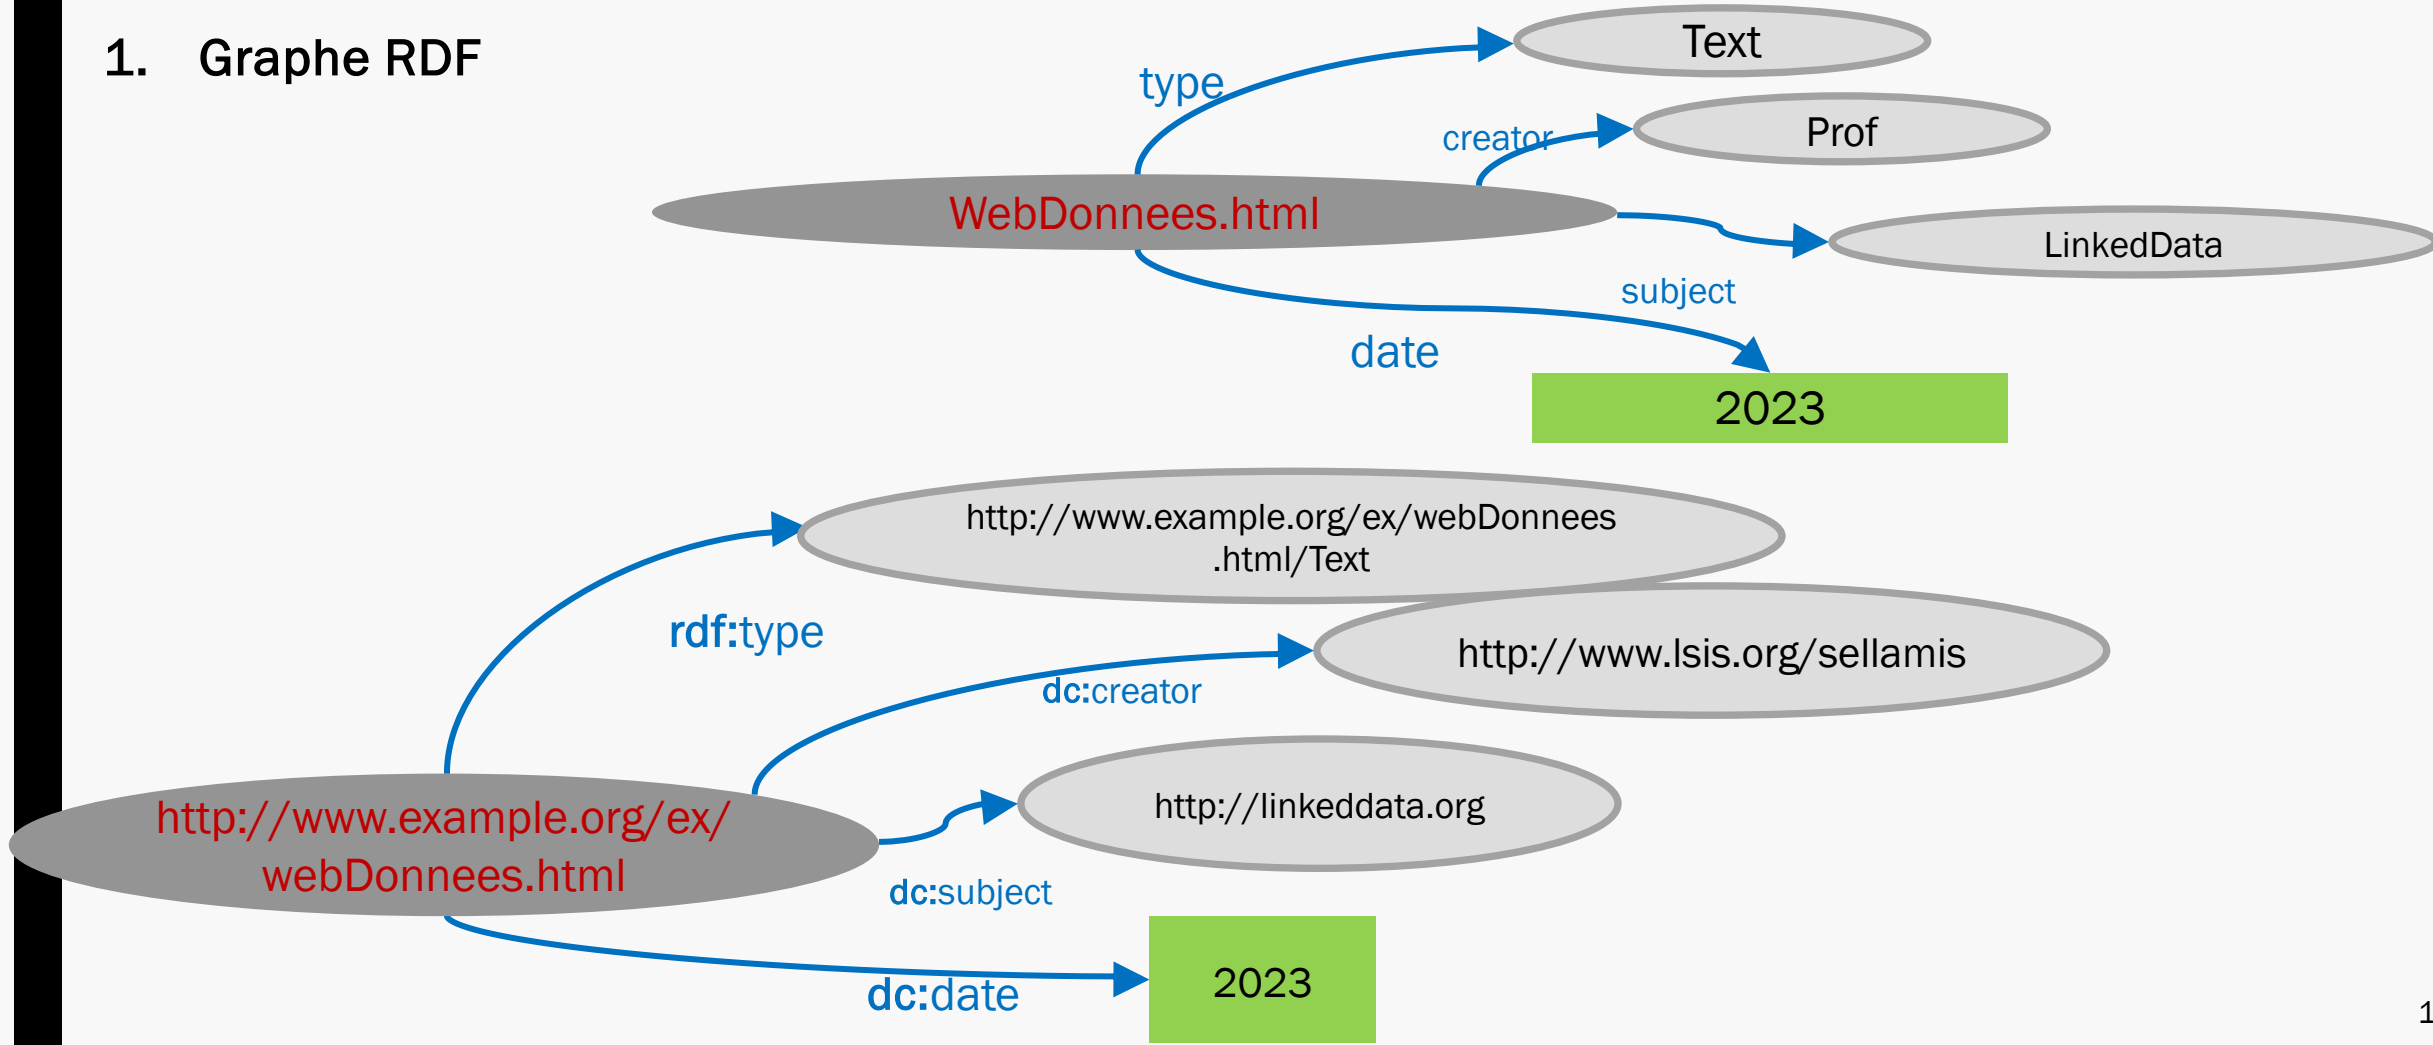 1. Graphe RDF
Text
type
creator
Prof
WebDonnees.html
LinkedData
subject
date
2023
http://www.example.org/ex/webDonnees
.html/Text
rdf:type
http://www.lsis.org/sellamis
dc:creator
http://www.example.org/ex/
webDonnees.html
http://linkeddata.org
dc:subject
dc:date
2023
1